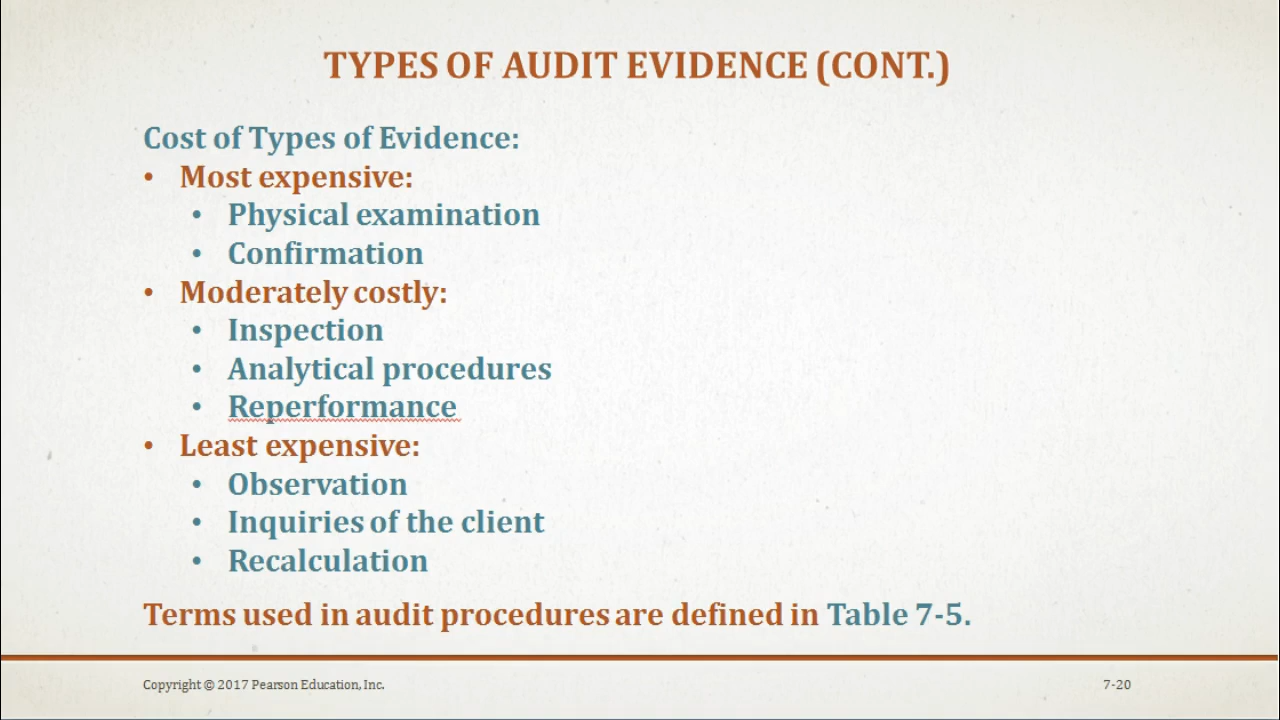 TYPES OF AUDIT EVIDENCE (CONT.)
Cost of Types of Evidence:
• Most expensive:
• Physical examination
• Confirmation
• Moderately costly:
• Inspection
• Analytical procedures
• Reperformance
• Least expensive:
• Observation
• Inquiries of the client
• Recalculation
Terms used in audit procedures are defined in Table 7-5.
Copyright © 2017 Pearson Education, Inc. 7-20